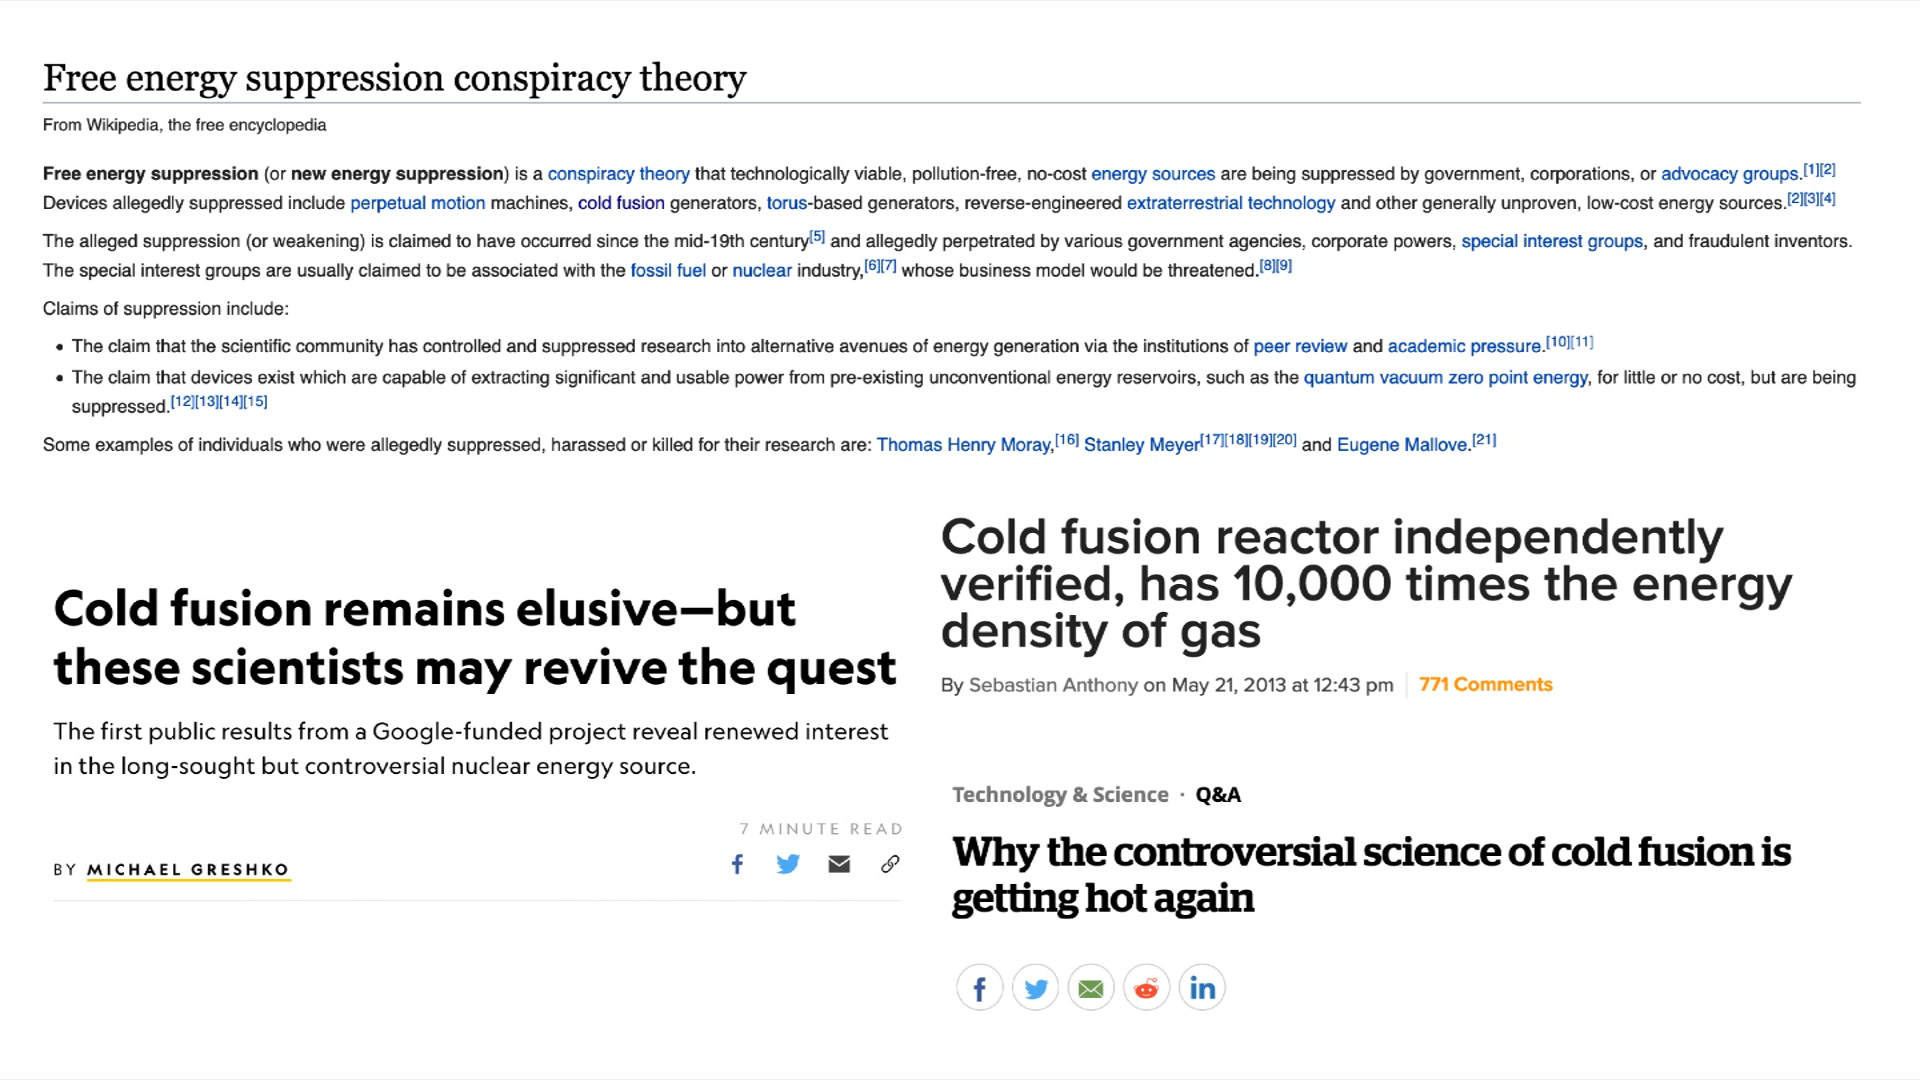 Free energy suppression conspiracy theory
From Wikipedia, the free encyclopedia
Free energy suppression (or new energy suppression) is a conspiracy theory that technologically viable, pollution-free, no-cost energy sources are being suppressed by government, corporations, or advocacy groups.[1][2]
Devices allegedly suppressed include perpetual motion machines, cold fusion generators, torus-based generators, reverse-engineered extraterrestrial technology and other generally unproven, low-cost energy sources.[2][3][4]
The alleged suppression (or weakening) is claimed to have occurred since the mid-19th century[5] and allegedly perpetrated by various government agencies, corporate powers, special interest groups, and fraudulent inventors.
The special interest groups are usually claimed to be associated with the fossil fuel or nuclear industry,[6][7] whose business model would be threatened.[8][9]
Claims of suppression include:
• The claim that the scientific community has controlled and suppressed research into alternative avenues of energy generation via the institutions of peer review and academic pressure.[10][11]
• The claim that devices exist which are capable of extracting significant and usable power from pre-existing unconventional energy reservoirs, such as the quantum vacuum zero point energy, for little or no cost, but are being
suppressed.[12][13][14][15]
Some examples of individuals who were allegedly suppressed, harassed or killed for their research are: Thomas Henry Moray,[16] Stanley Meyer[17][18][19][20] and Eugene Mallove.[21]
Cold fusion remains elusive—but
these scientists may revive the quest
The first public results from a Google-funded project reveal renewed interest
in the long-sought but controversial nuclear energy source.
7 MINUTE READ
BY MICHAEL GRESHKO
Cold fusion reactor independently
verified, has 10,000 times the energy
density of gas
By Sebastian Anthony on May 21, 2013 at 12:43 pm 771 Comments
Technology & Science · Q&A
Why the controversial science of cold fusion is
getting hot again